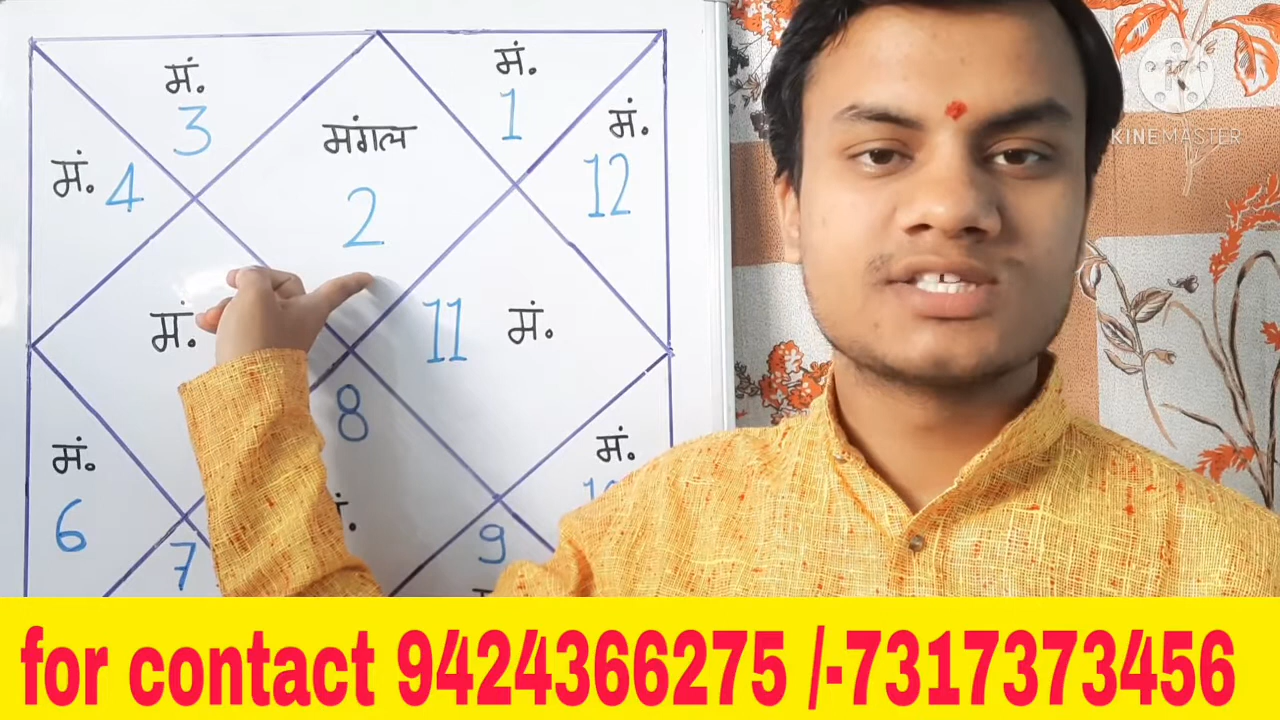 मं.
3
मं.
1
मं.
12
मंगल
2
मं. 4
मं.
11 मं.
8
मं.
6
7
मं.
9
KINEMASTER
for contact 9424366275 /-7317373456